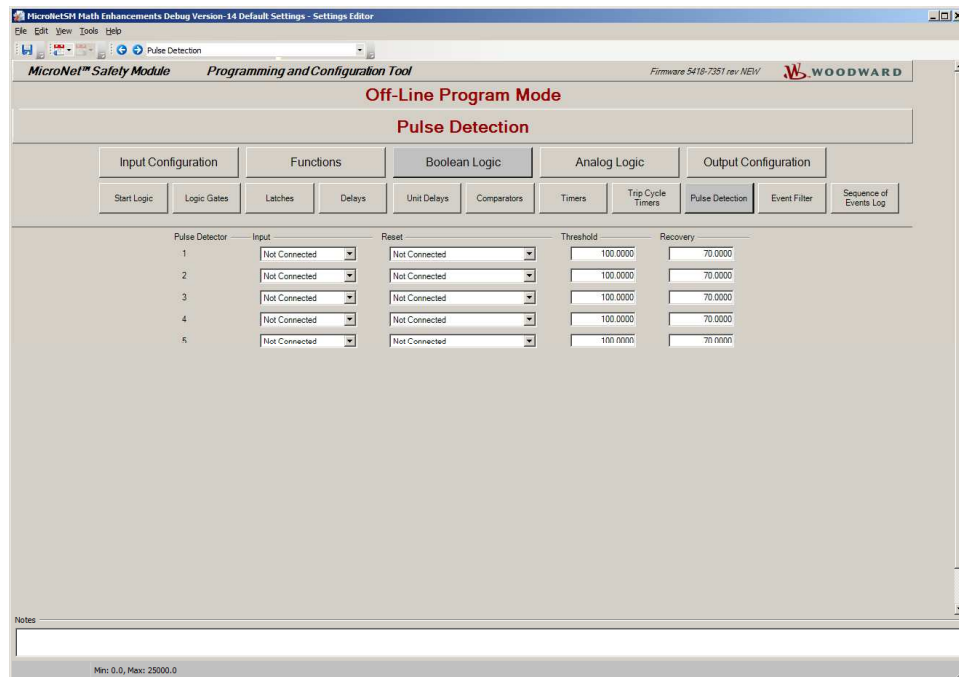 MicroNetSM Math Enhancements Debug Version-14 Default Settings - Settings Editor
File Edit View Tools Help
Pulse Detection
MicroNet™ Safety Module Programming and Configuration Tool Firmware 5418-7351 rev NEW WOODWARD
Off-Line Program Mode
Pulse Detection
Input Configuration Functions Boolean Logic Analog Logic Output Configuration
Start Logic Logic Gates Latches Delays Unit Delays Comparators Timers Trip Cycle Timers Pulse Detection Event Filter Sequence of Events Log
Pulse Detector Input Reset Threshold Recovery
1 Not Connected Not Connected 100.0000 70.0000
2 Not Connected Not Connected 100.0000 70.0000
3 Not Connected Not Connected 100.0000 70.0000
4 Not Connected Not Connected 100.0000 70.0000
5 Not Connected Not Connected 100.0000 70.0000
Notes
Min: 0.0, Max: 25000.0